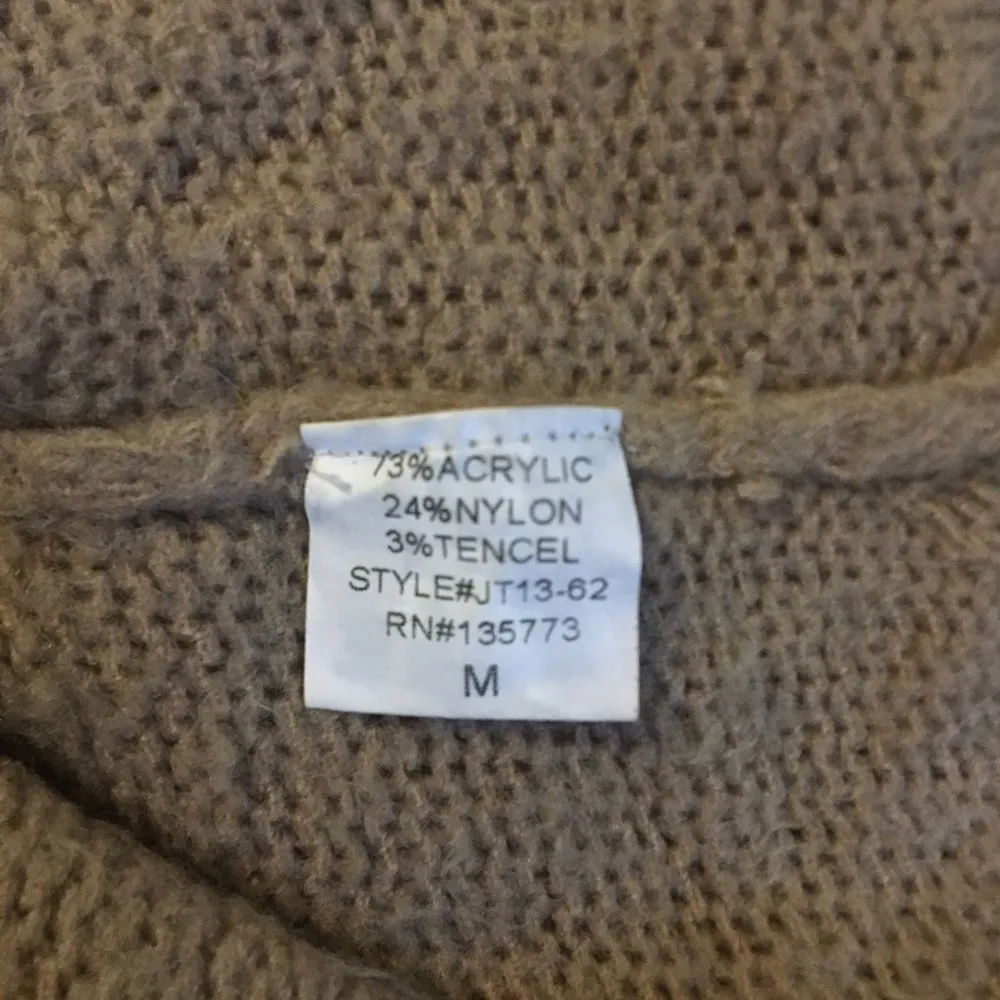 73%ACRYLIC
24%NYLON
3%TENCEL
STYLE#JT13-62
RN#135773
M